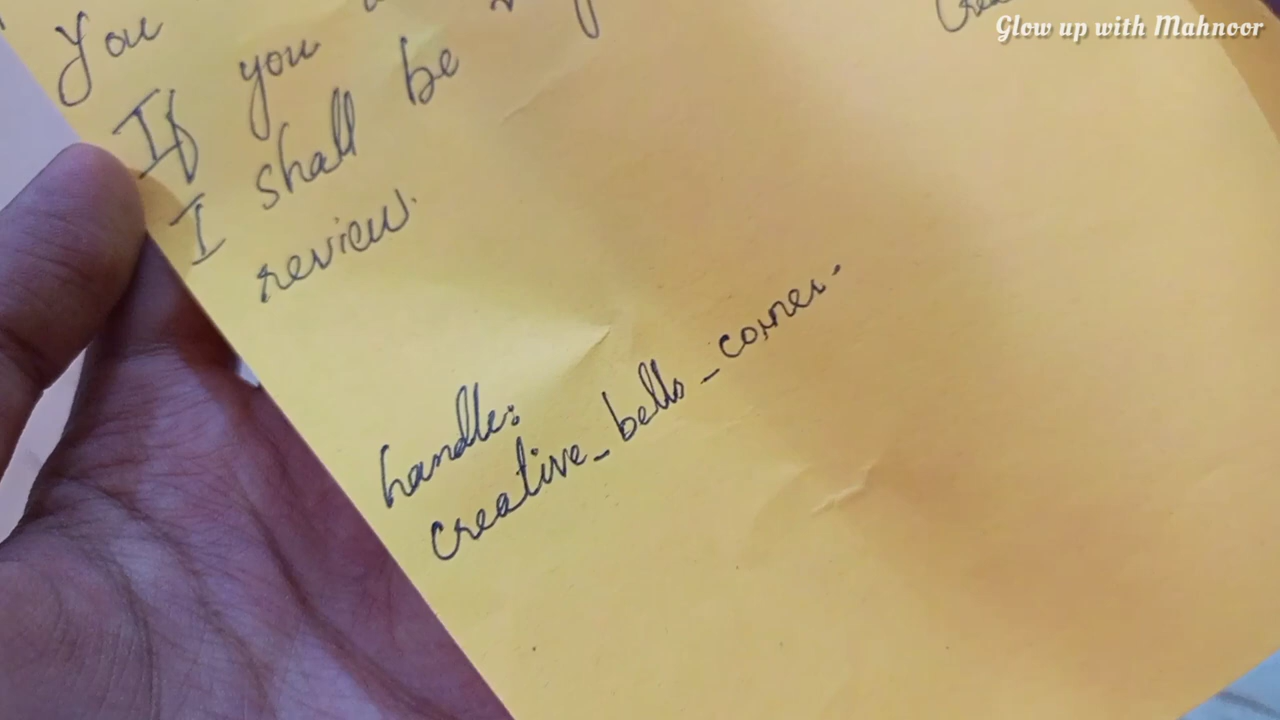 Glow up with Mahnoor
You
If you
I shall be
review.
handle:
creative_bells_corner.